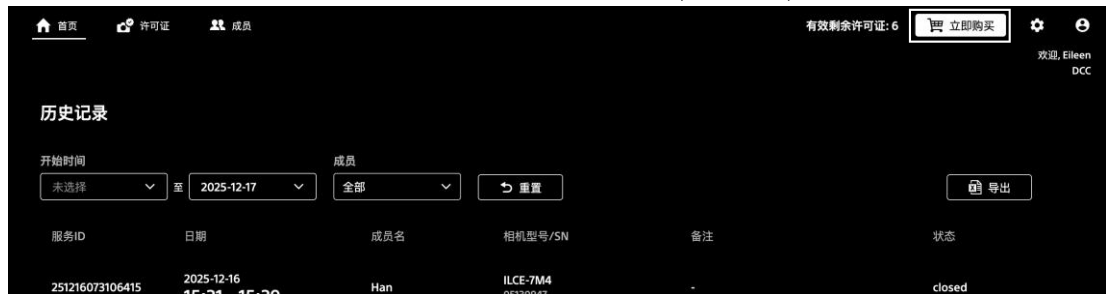 首页 许可证 成员 有效剩余许可证: 6 立即购买
欢迎, Eileen
DCC
历史记录
开始时间 成员
未选择 至 2025-12-17 全部 重置 导出
服务ID 日期 成员名 相机型号/SN 备注 状态
2025-12-16 ILCE-7M4
251216073106415 Han - closed